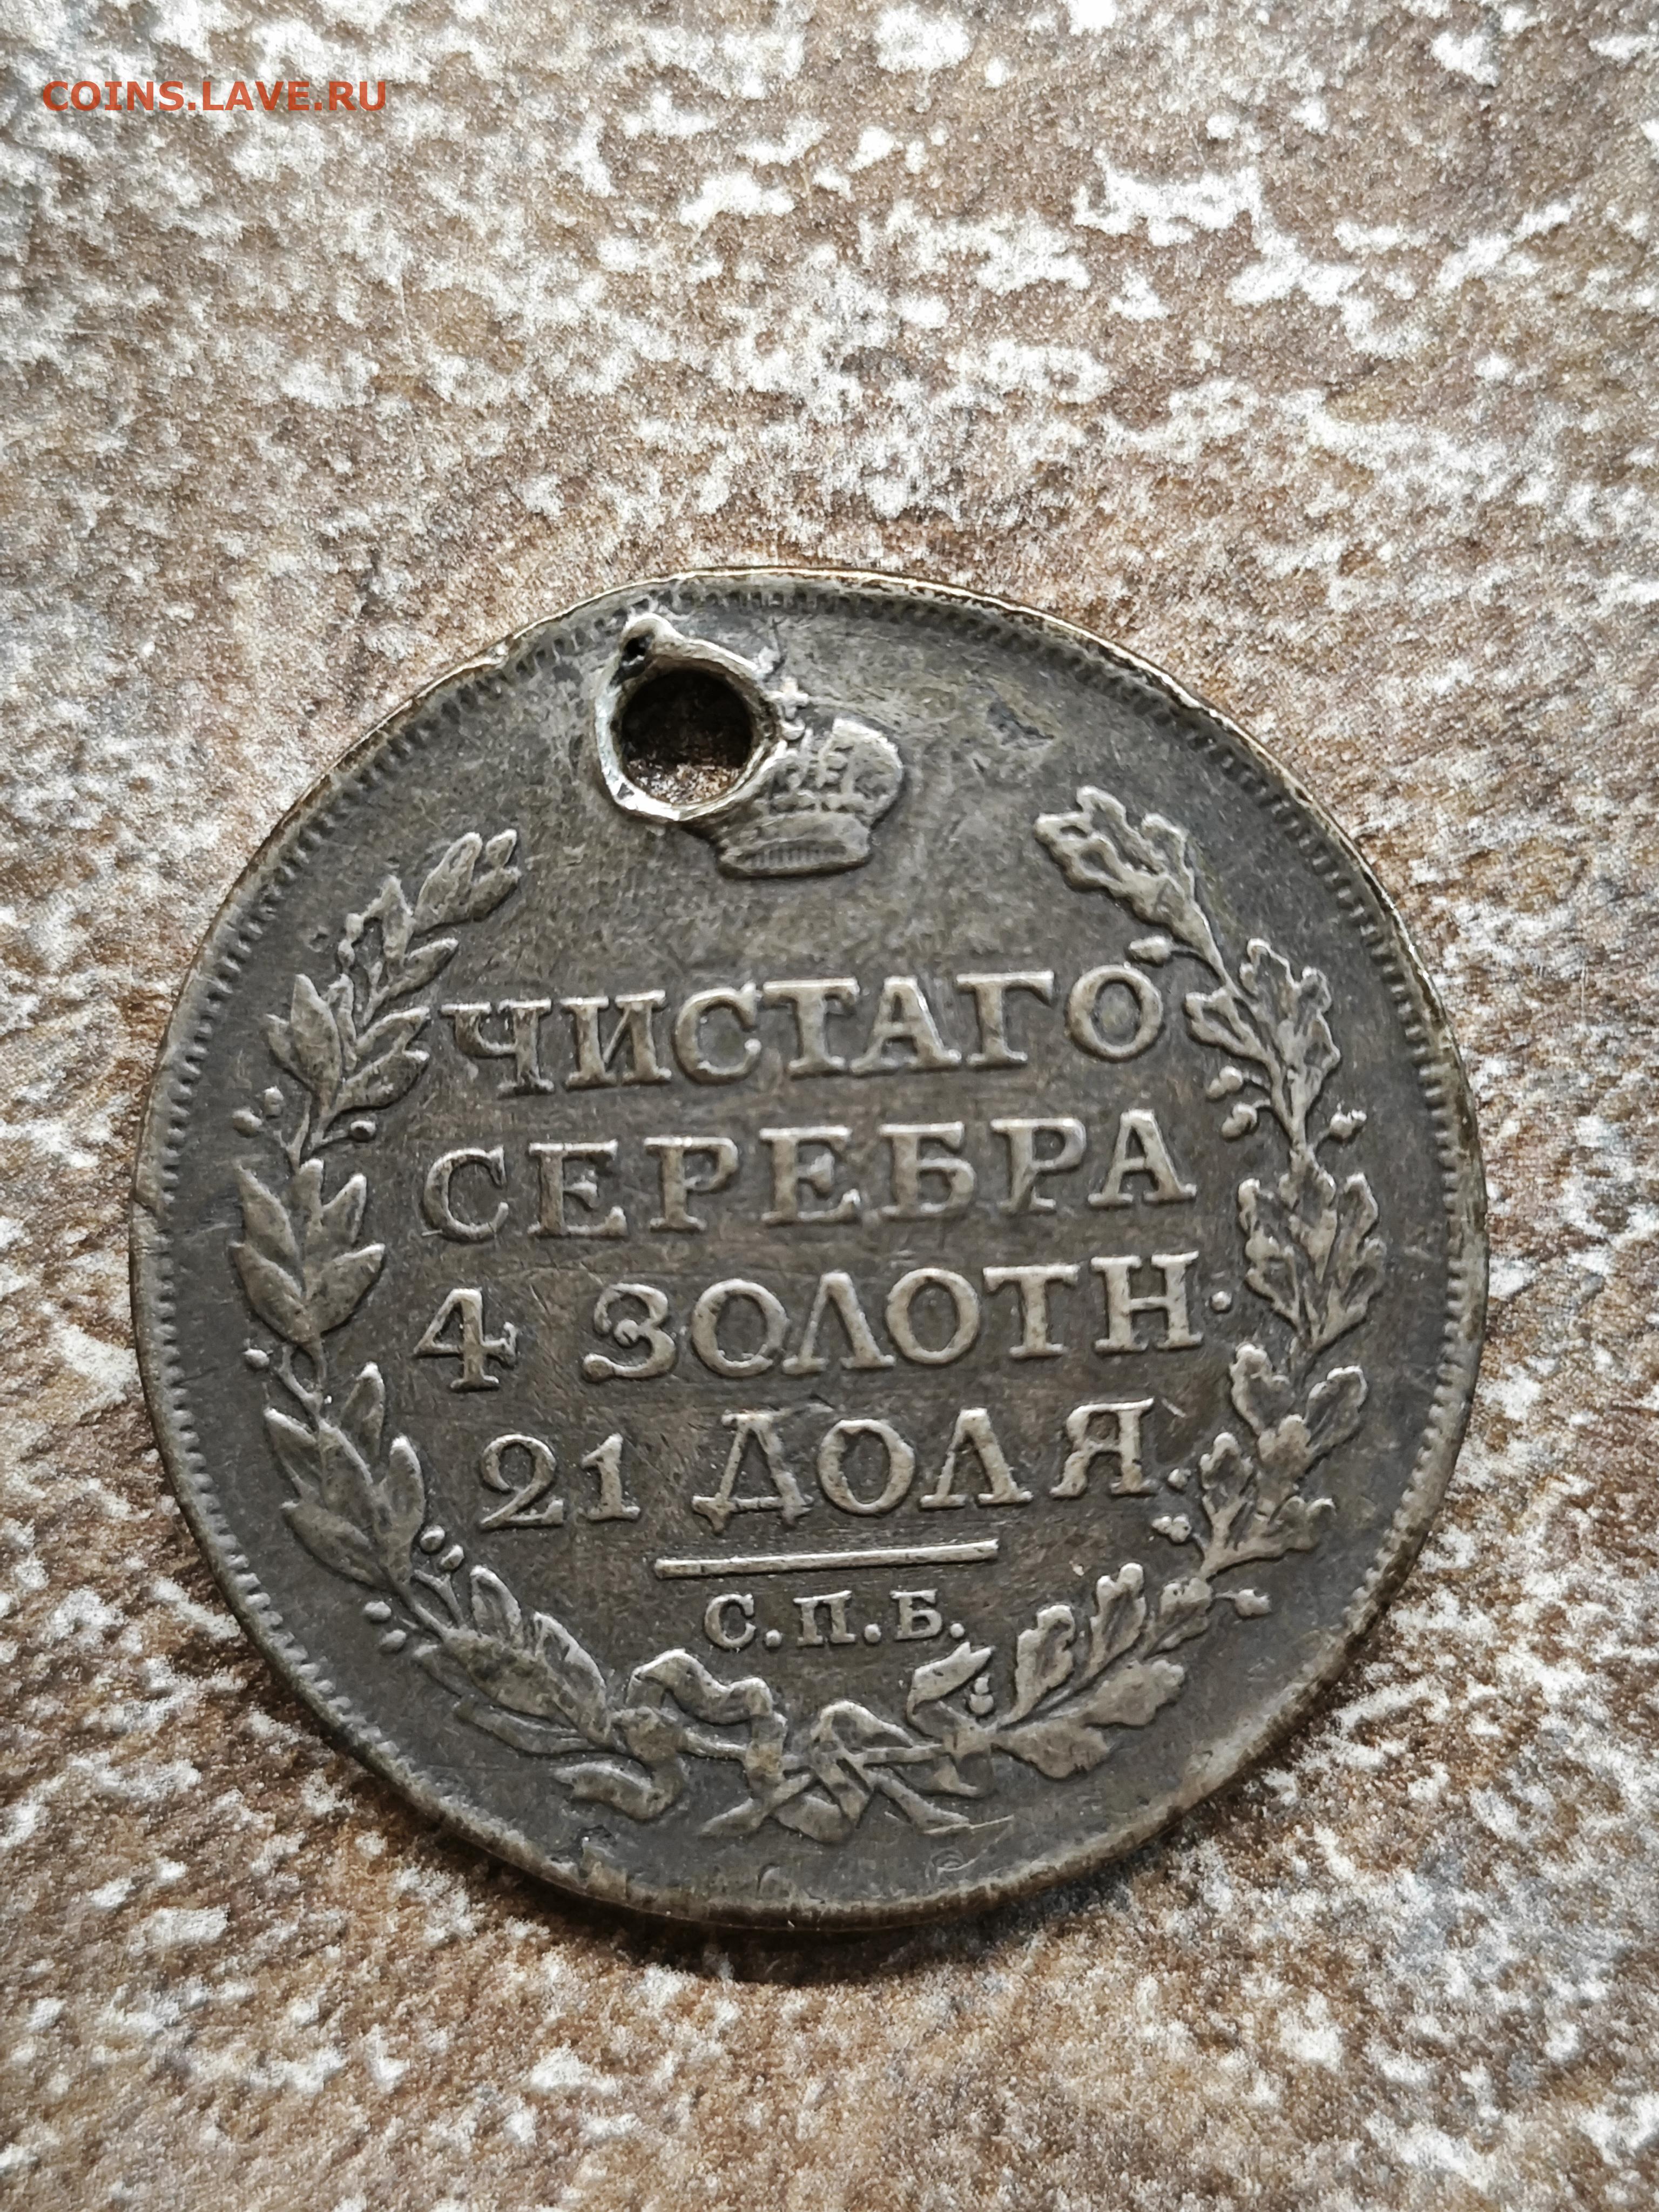 COINS.LAVE.RU
ЧИСТАГО
СЕРЕБРА
4 ЗОЛОТН.
21 ДОЛЯ.
С.П.Б.